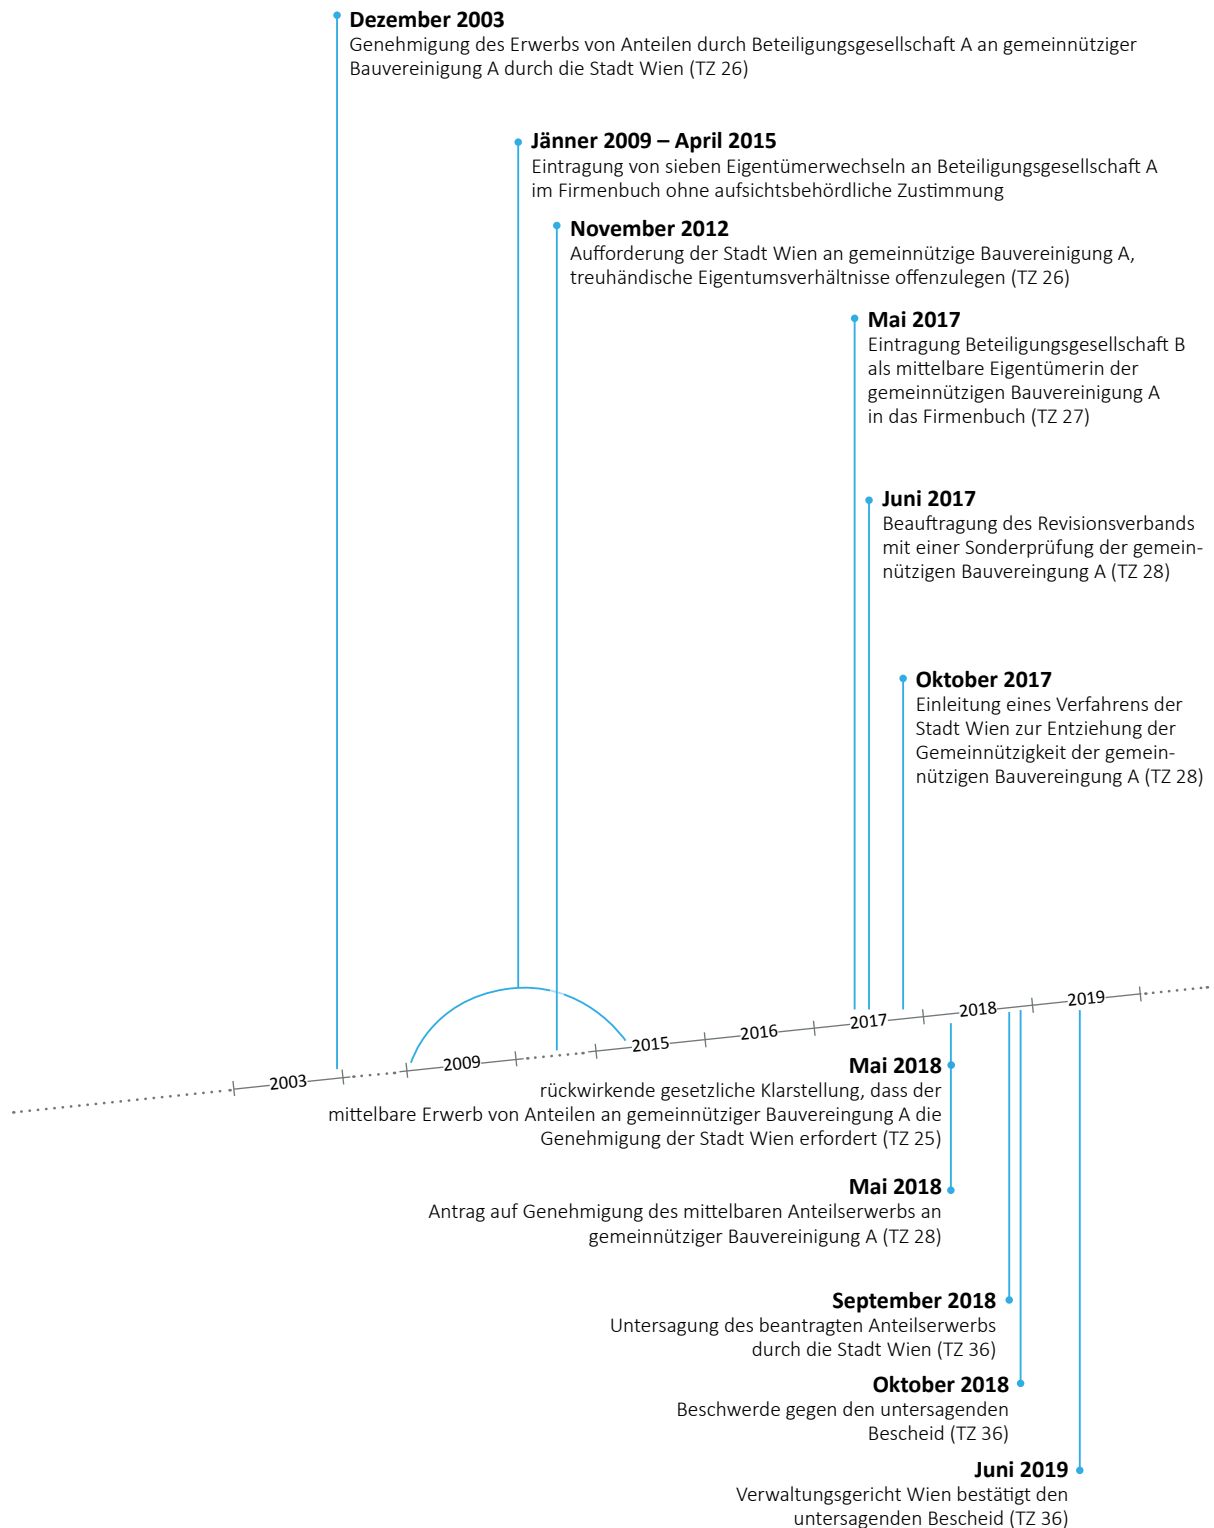 Dezember 2003
Genehmigung des Erwerbs von Anteilen durch Beteiligungsgesellschaft A an gemeinnütziger
Bauvereinigung A durch die Stadt Wien (TZ 26)
Jänner 2009 – April 2015
Eintragung von sieben Eigentümerwechseln an Beteiligungsgesellschaft A
im Firmenbuch ohne aufsichtsbehördliche Zustimmung
November 2012
Aufforderung der Stadt Wien an gemeinnützige Bauvereinigung A,
treuhändische Eigentumsverhältnisse offenzulegen (TZ 26)
Mai 2017
Eintragung Beteiligungsgesellschaft B
als mittelbare Eigentümerin der
gemeinnützigen Bauvereinigung A
in das Firmenbuch (TZ 27)
Juni 2017
Beauftragung des Revisionsverbands
mit einer Sonderprüfung der gemein-
nützigen Bauvereingung A (TZ 28)
Oktober 2017
Einleitung eines Verfahrens der
Stadt Wien zur Entziehung der
Gemeinnützigkeit der gemein-
nützigen Bauvereingung A (TZ 28)
2003
2009
2015
2016
2017
2018
2019
Mai 2018
rückwirkende gesetzliche Klarstellung, dass der
mittelbare Erwerb von Anteilen an gemeinnütziger Bauvereingung A die
Genehmigung der Stadt Wien erfordert (TZ 25)
Mai 2018
Antrag auf Genehmigung des mittelbaren Anteilserwerbs an
gemeinnütziger Bauvereinigung A (TZ 28)
September 2018
Untersagung des beantragten Anteilserwerbs
durch die Stadt Wien (TZ 36)
Oktober 2018
Beschwerde gegen den untersagenden
Bescheid (TZ 36)
Juni 2019
Verwaltungsgericht Wien bestätigt den
untersagenden Bescheid (TZ 36)